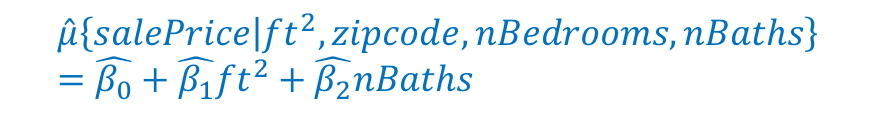 μ̂{salePrice|ft², zipcode, nBedrooms, nBaths}
= β̂₀ + β̂₁ft² + β̂₂nBaths